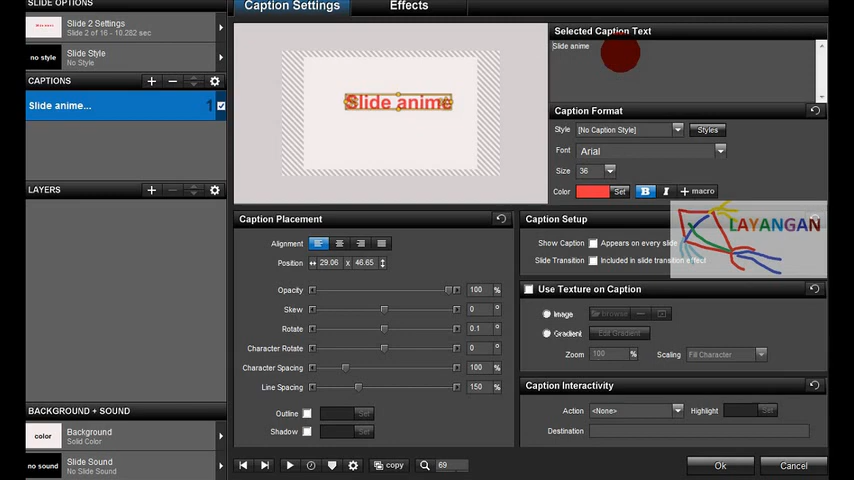 SLIDE OPTIONS
Caption Settings
Effects
Slide 2 Settings
Slide 2 of 16 - 10.282 sec
no style
Slide Style
No Style
CAPTIONS
Slide anime...
1
LAYERS
BACKGROUND + SOUND
color
Background
Solid Color
no sound
Slide Sound
No Slide Sound
Slide anime
Selected Caption Text
Slide anime
Caption Format
Style
[No Caption Style]
Styles
Font
Arial
Size
36
Color
Set
B
I
+ macro
LAYANGAN
Caption Placement
Alignment
Position
29.06 x 46.65
Opacity
100 %
Skew
0 °
Rotate
0.1 °
Character Rotate
0 °
Character Spacing
100 %
Line Spacing
150 %
Outline
Set
Shadow
Set
Caption Setup
Show Caption
Appears on every slide
Slide Transition
Included in slide transition effect
Use Texture on Caption
Image
browse
Gradient
Edit Gradient
Zoom
100 %
Scaling
Fill Character
Caption Interactivity
Action
<None>
Highlight
Set
Destination
copy
69
Ok
Cancel